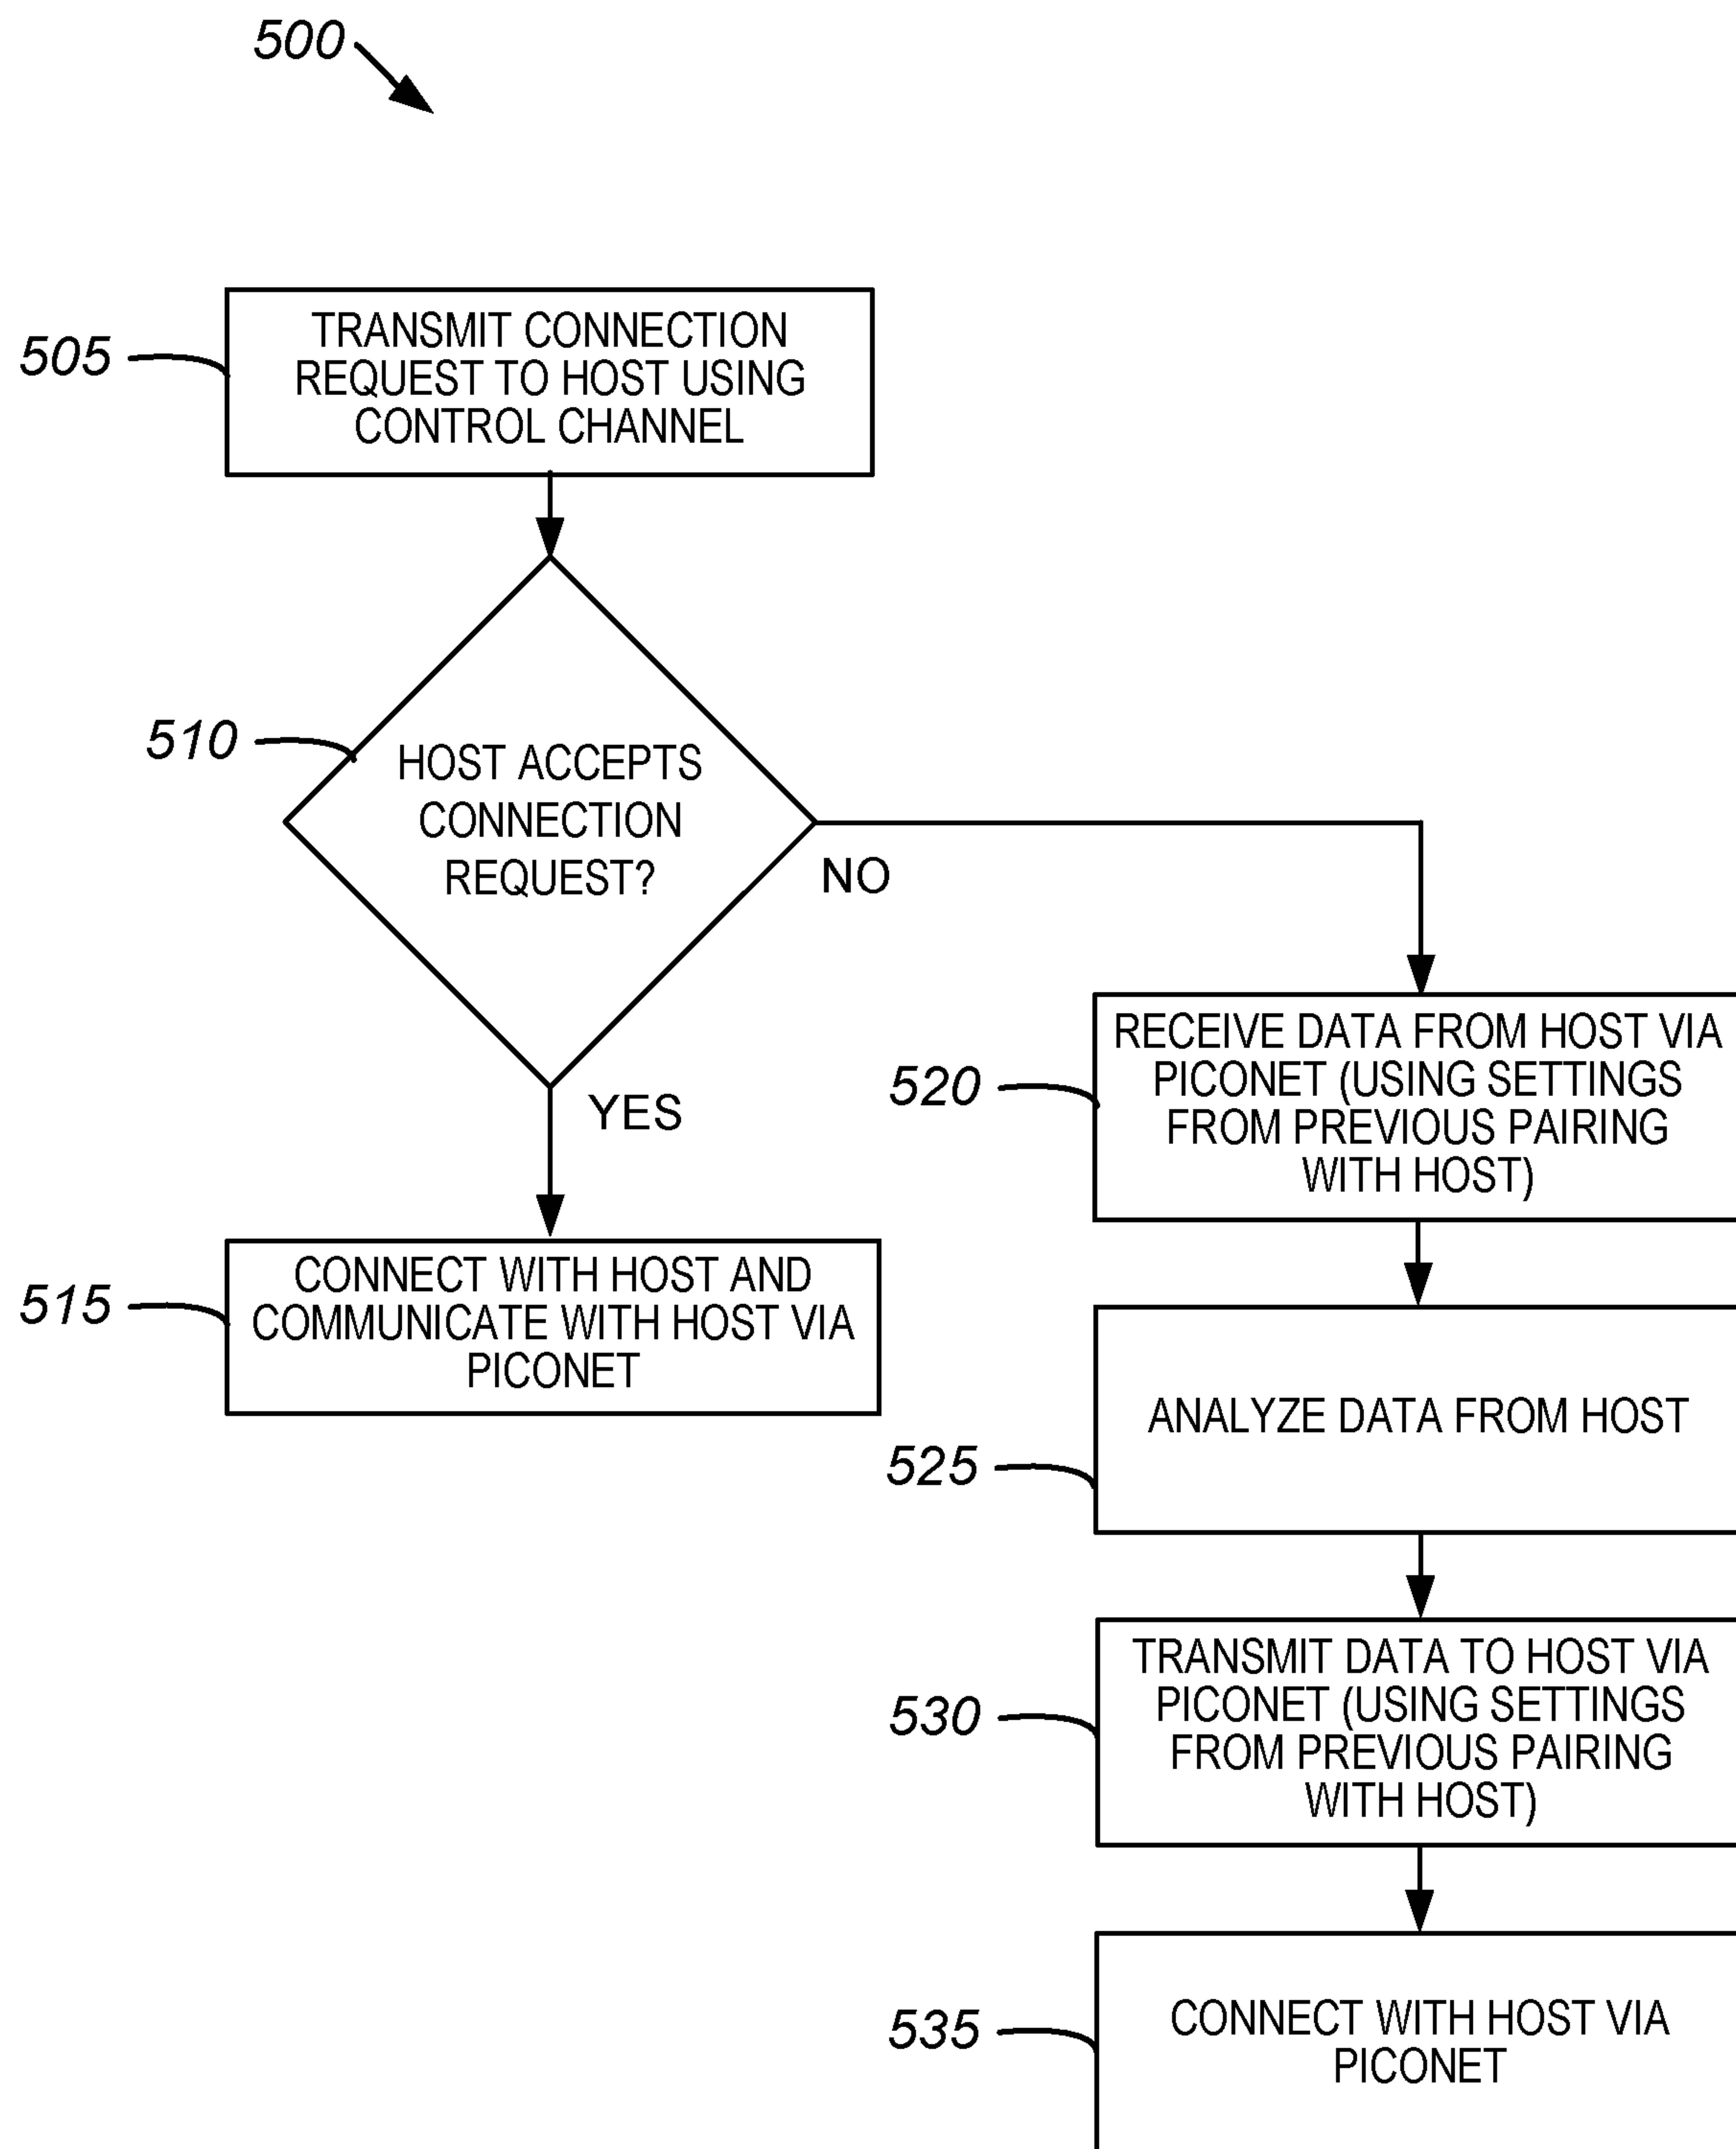 500
505
TRANSMIT CONNECTION
REQUEST TO HOST USING
CONTROL CHANNEL
510
HOST ACCEPTS
CONNECTION
REQUEST?
NO
YES
515
CONNECT WITH HOST AND
COMMUNICATE WITH HOST VIA
PICONET
520
RECEIVE DATA FROM HOST VIA
PICONET (USING SETTINGS
FROM PREVIOUS PAIRING
WITH HOST)
525
ANALYZE DATA FROM HOST
530
TRANSMIT DATA TO HOST VIA
PICONET (USING SETTINGS
FROM PREVIOUS PAIRING
WITH HOST)
535
CONNECT WITH HOST VIA
PICONET